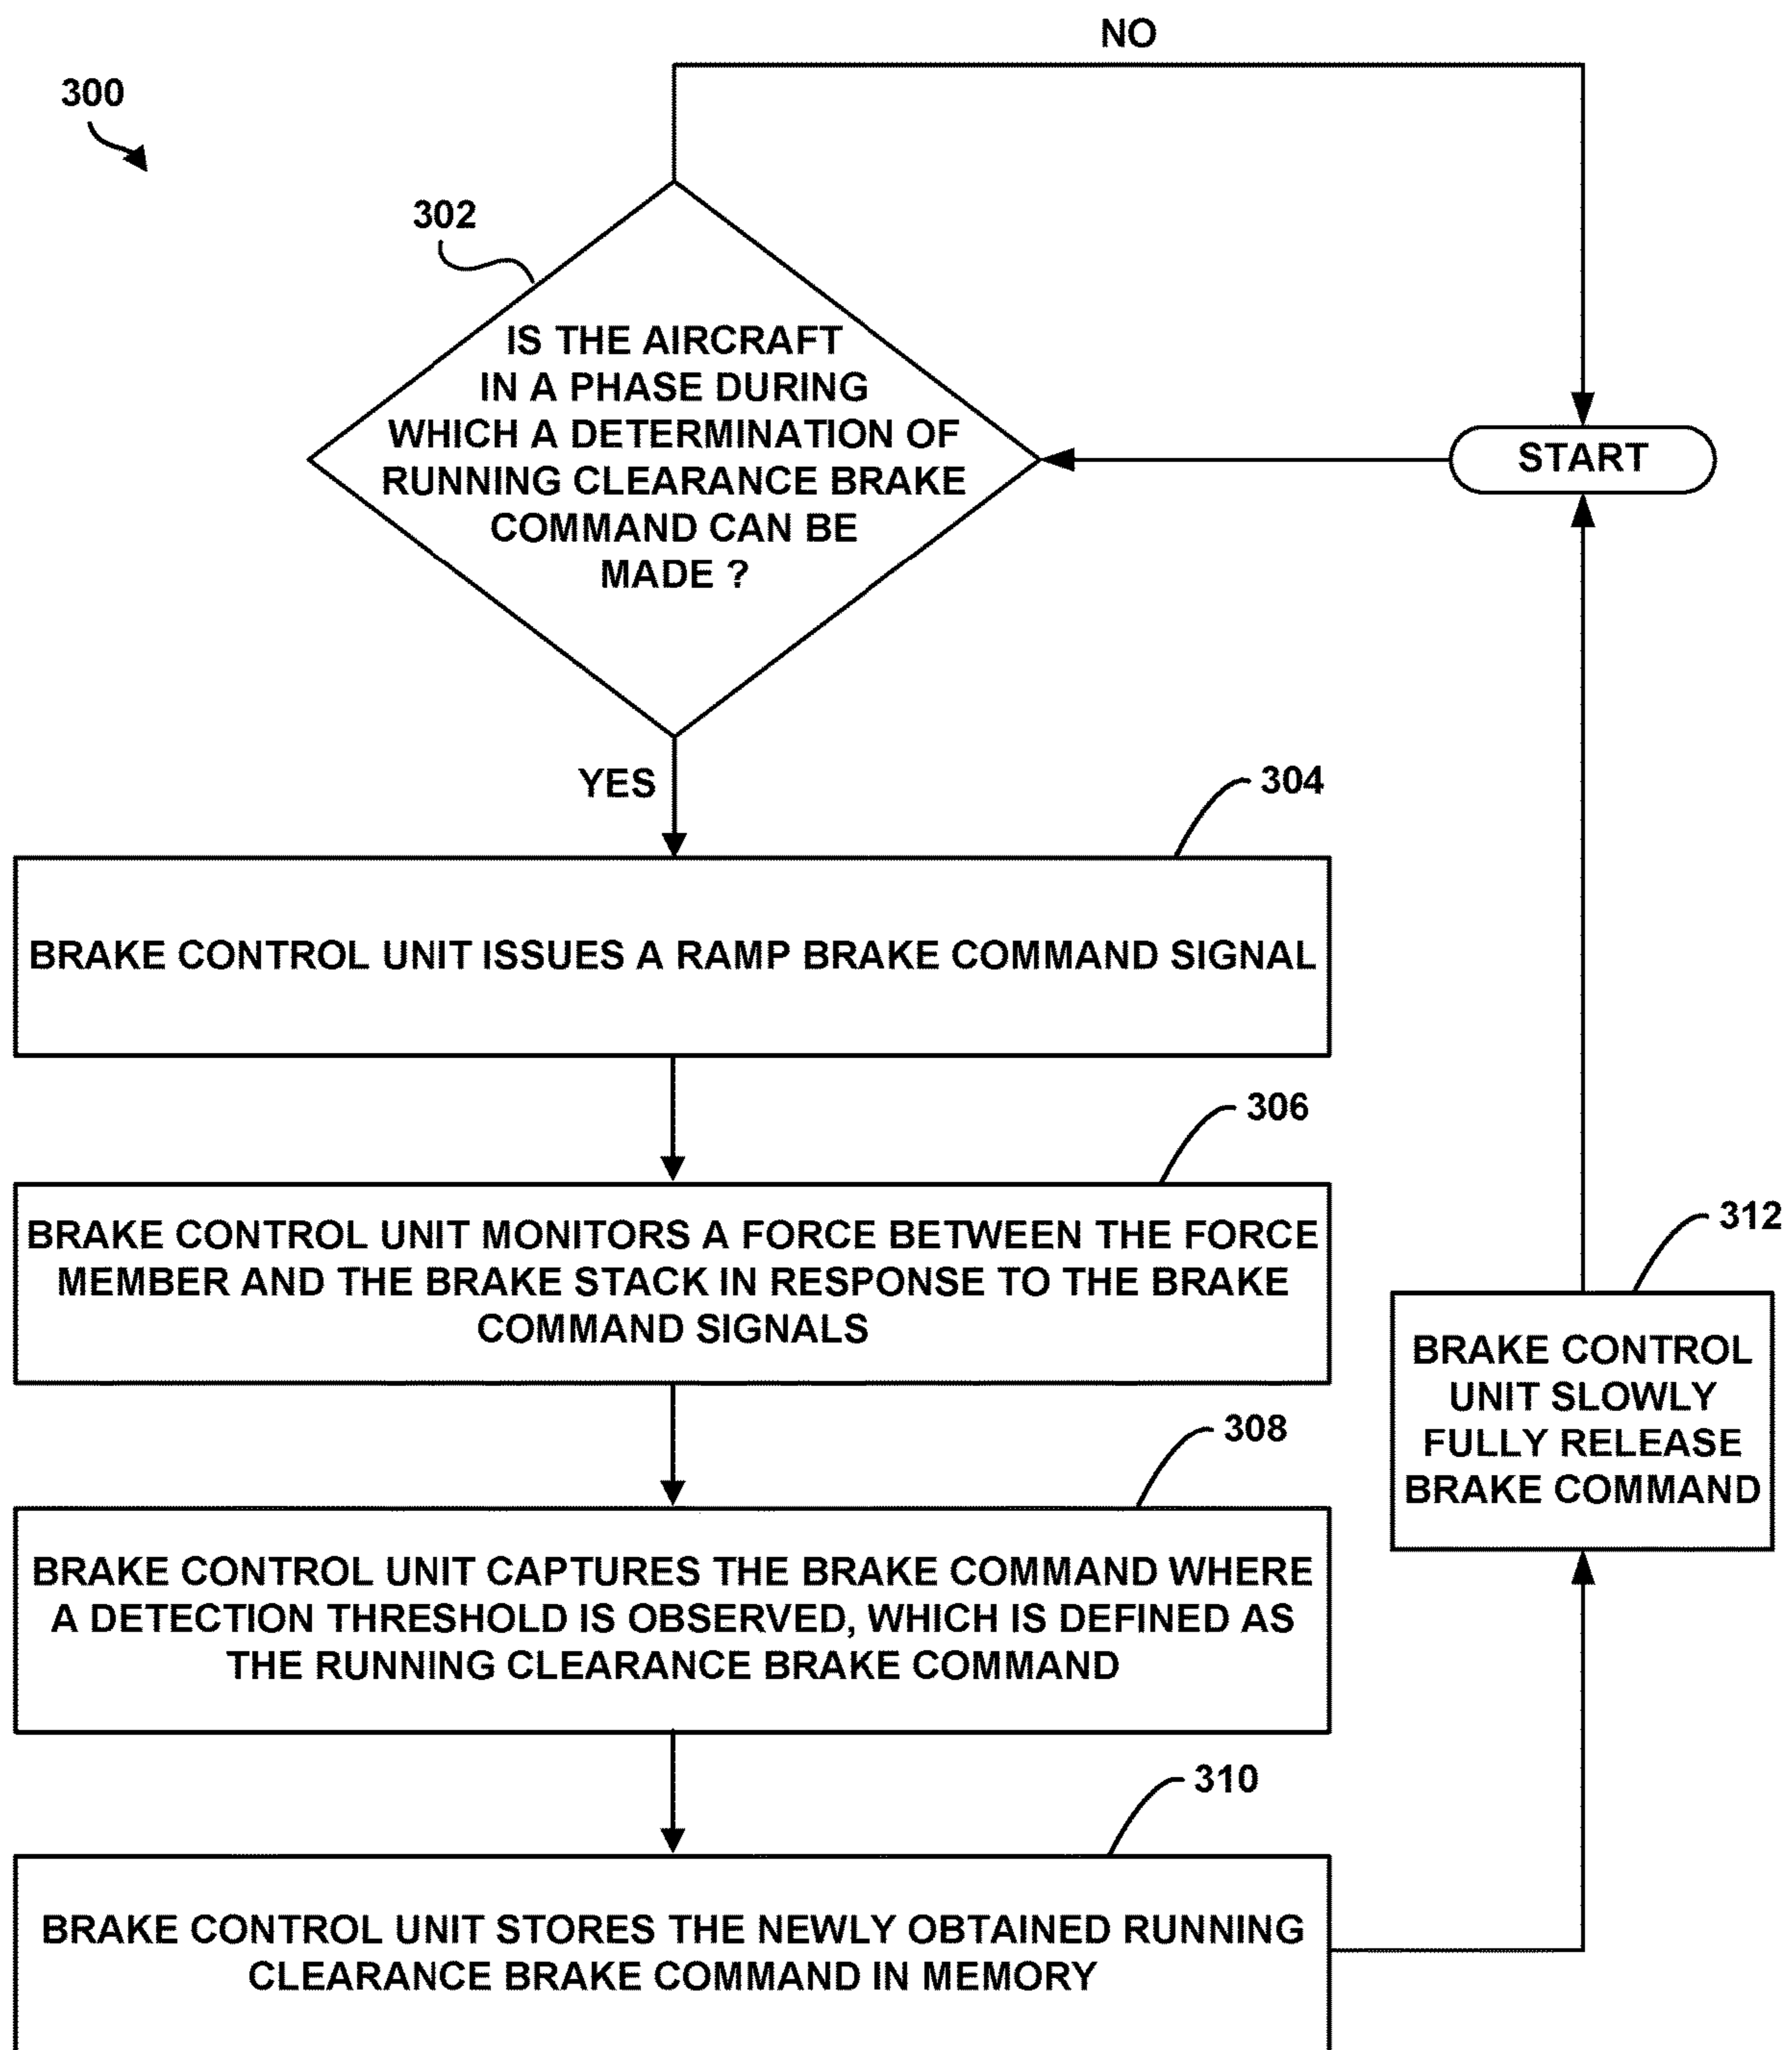 NO
300
302
IS THE AIRCRAFT
IN A PHASE DURING
WHICH A DETERMINATION OF
RUNNING CLEARANCE BRAKE
COMMAND CAN BE
MADE ?
START
YES
304
BRAKE CONTROL UNIT ISSUES A RAMP BRAKE COMMAND SIGNAL
306
BRAKE CONTROL UNIT MONITORS A FORCE BETWEEN THE FORCE
MEMBER AND THE BRAKE STACK IN RESPONSE TO THE BRAKE
COMMAND SIGNALS
308
BRAKE CONTROL UNIT CAPTURES THE BRAKE COMMAND WHERE
A DETECTION THRESHOLD IS OBSERVED, WHICH IS DEFINED AS
THE RUNNING CLEARANCE BRAKE COMMAND
310
BRAKE CONTROL UNIT STORES THE NEWLY OBTAINED RUNNING
CLEARANCE BRAKE COMMAND IN MEMORY
312
BRAKE CONTROL
UNIT SLOWLY
FULLY RELEASE
BRAKE COMMAND